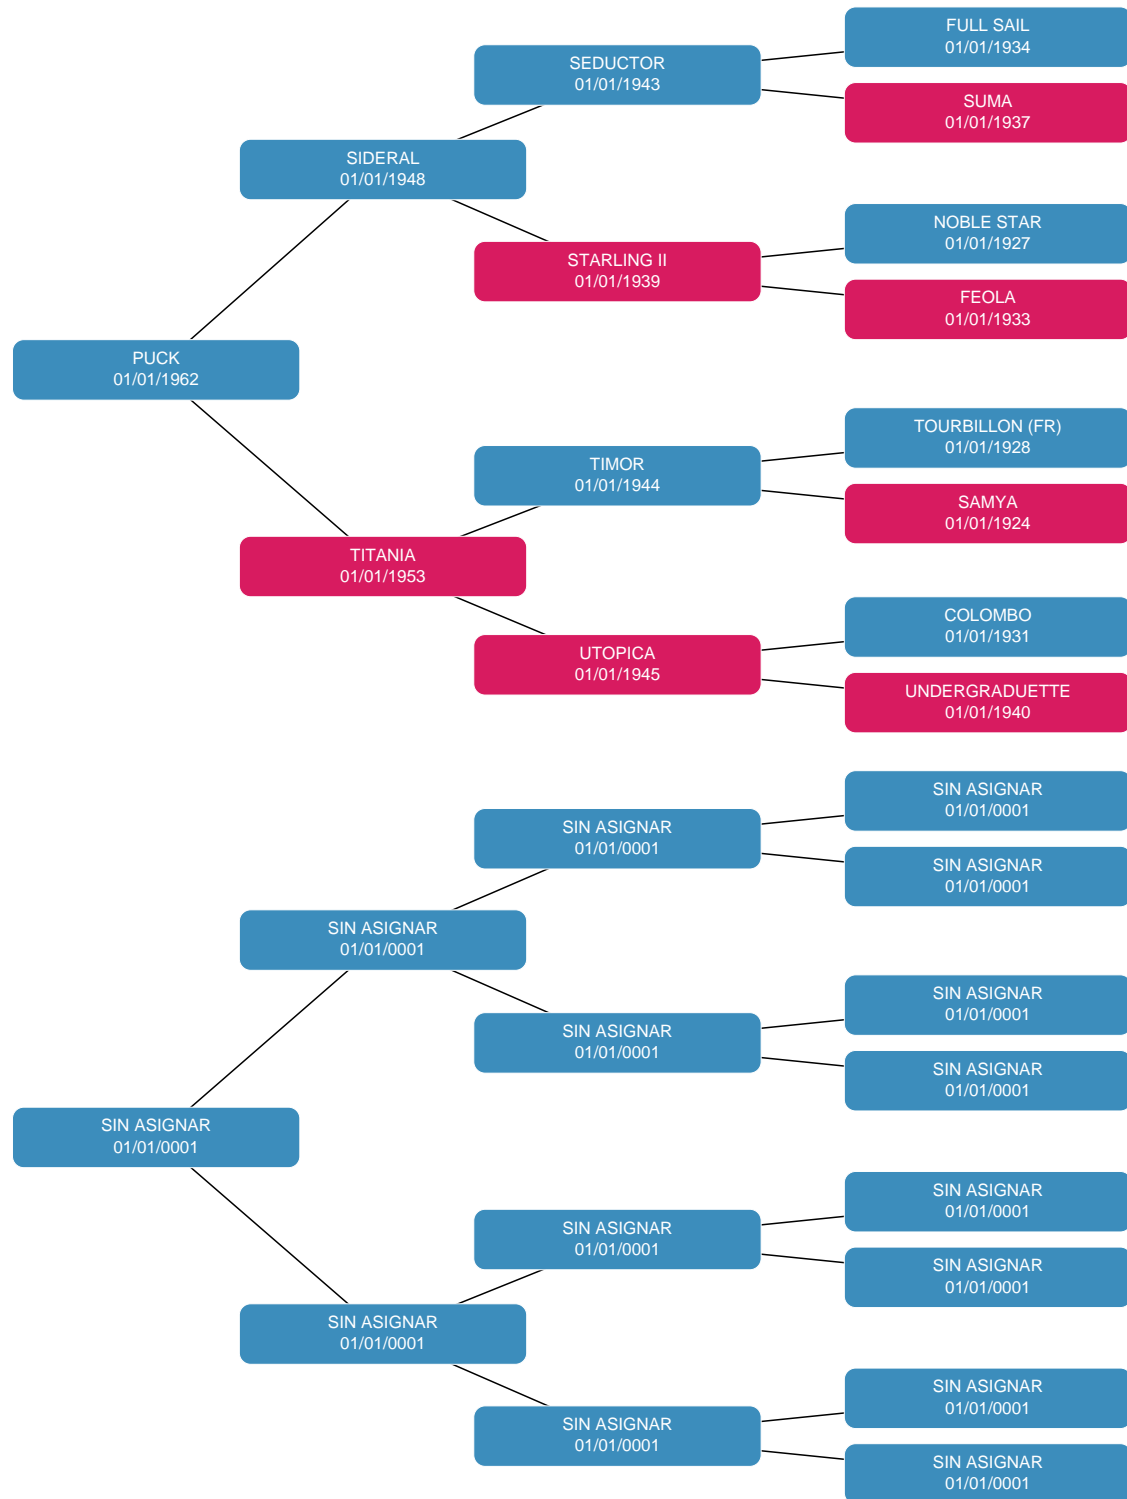 FULL SAIL
01/01/1934
SEDUCTOR
01/01/1943
SUMA
01/01/1937
SIDERAL
01/01/1948
NOBLE STAR
01/01/1927
STARLING II
01/01/1939
FEOLA
01/01/1933
PUCK
01/01/1962
TOURBILLON (FR)
01/01/1928
TIMOR
01/01/1944
SAMYA
01/01/1924
TITANIA
01/01/1953
COLOMBO
01/01/1931
UTOPICA
01/01/1945
UNDERGRADUETTE
01/01/1940
SIN ASIGNAR
01/01/0001
SIN ASIGNAR
01/01/0001
SIN ASIGNAR
01/01/0001
SIN ASIGNAR
01/01/0001
SIN ASIGNAR
01/01/0001
SIN ASIGNAR
01/01/0001
SIN ASIGNAR
01/01/0001
SIN ASIGNAR
01/01/0001
SIN ASIGNAR
01/01/0001
SIN ASIGNAR
01/01/0001
SIN ASIGNAR
01/01/0001
SIN ASIGNAR
01/01/0001
SIN ASIGNAR
01/01/0001
SIN ASIGNAR
01/01/0001
SIN ASIGNAR
01/01/0001